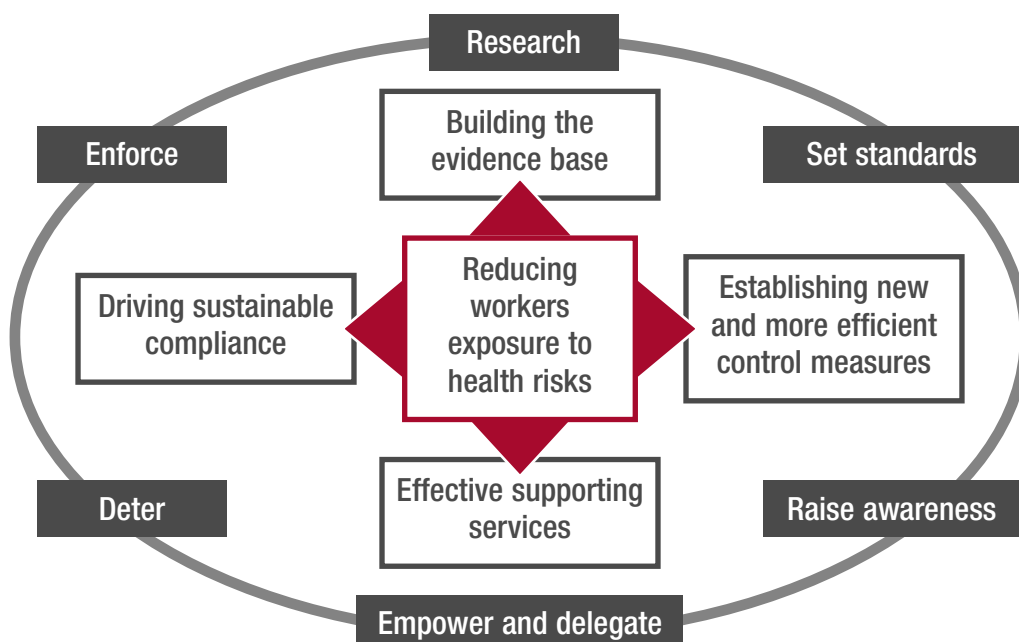 Research
Enforce
Set standards
Building the
evidence base
Driving sustainable
compliance
Reducing
workers
exposure to
health risks
Establishing new
and more efficient
control measures
Effective supporting
services
Deter
Raise awareness
Empower and delegate